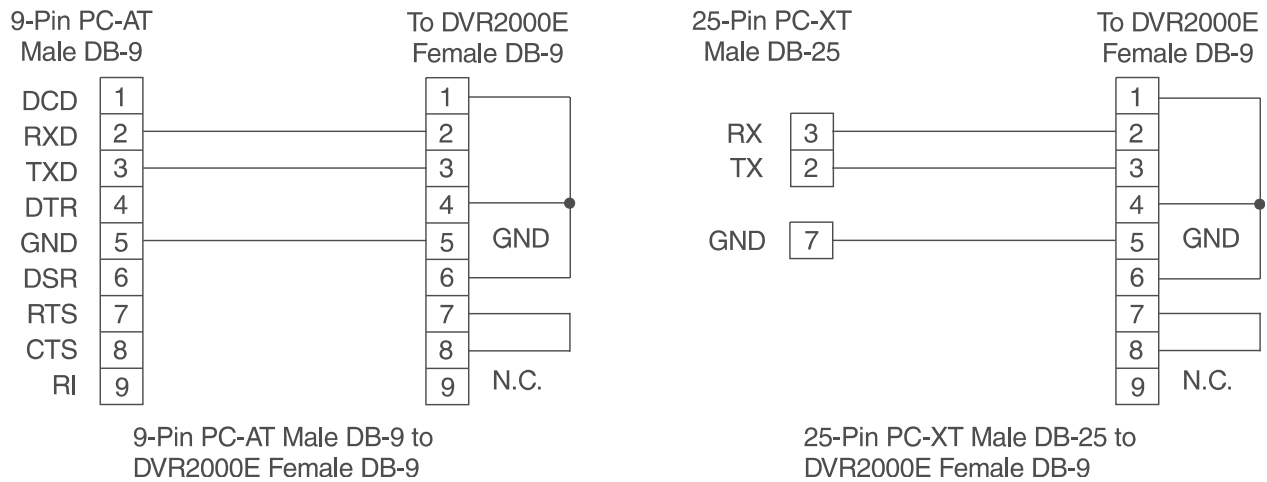 9-Pin PC-AT
Male DB-9
To DVR2000E
Female DB-9
DCD 1 1
RXD 2 2
TXD 3 3
DTR 4 4
GND 5 5 GND
DSR 6 6
RTS 7 7
CTS 8 8
RI 9 9 N.C.
9-Pin PC-AT Male DB-9 to
DVR2000E Female DB-9
25-Pin PC-XT
Male DB-25
To DVR2000E
Female DB-9
1
RX 3 2
TX 2 3
4
GND 7 5 GND
6
7
8
9 N.C.
25-Pin PC-XT Male DB-25 to
DVR2000E Female DB-9